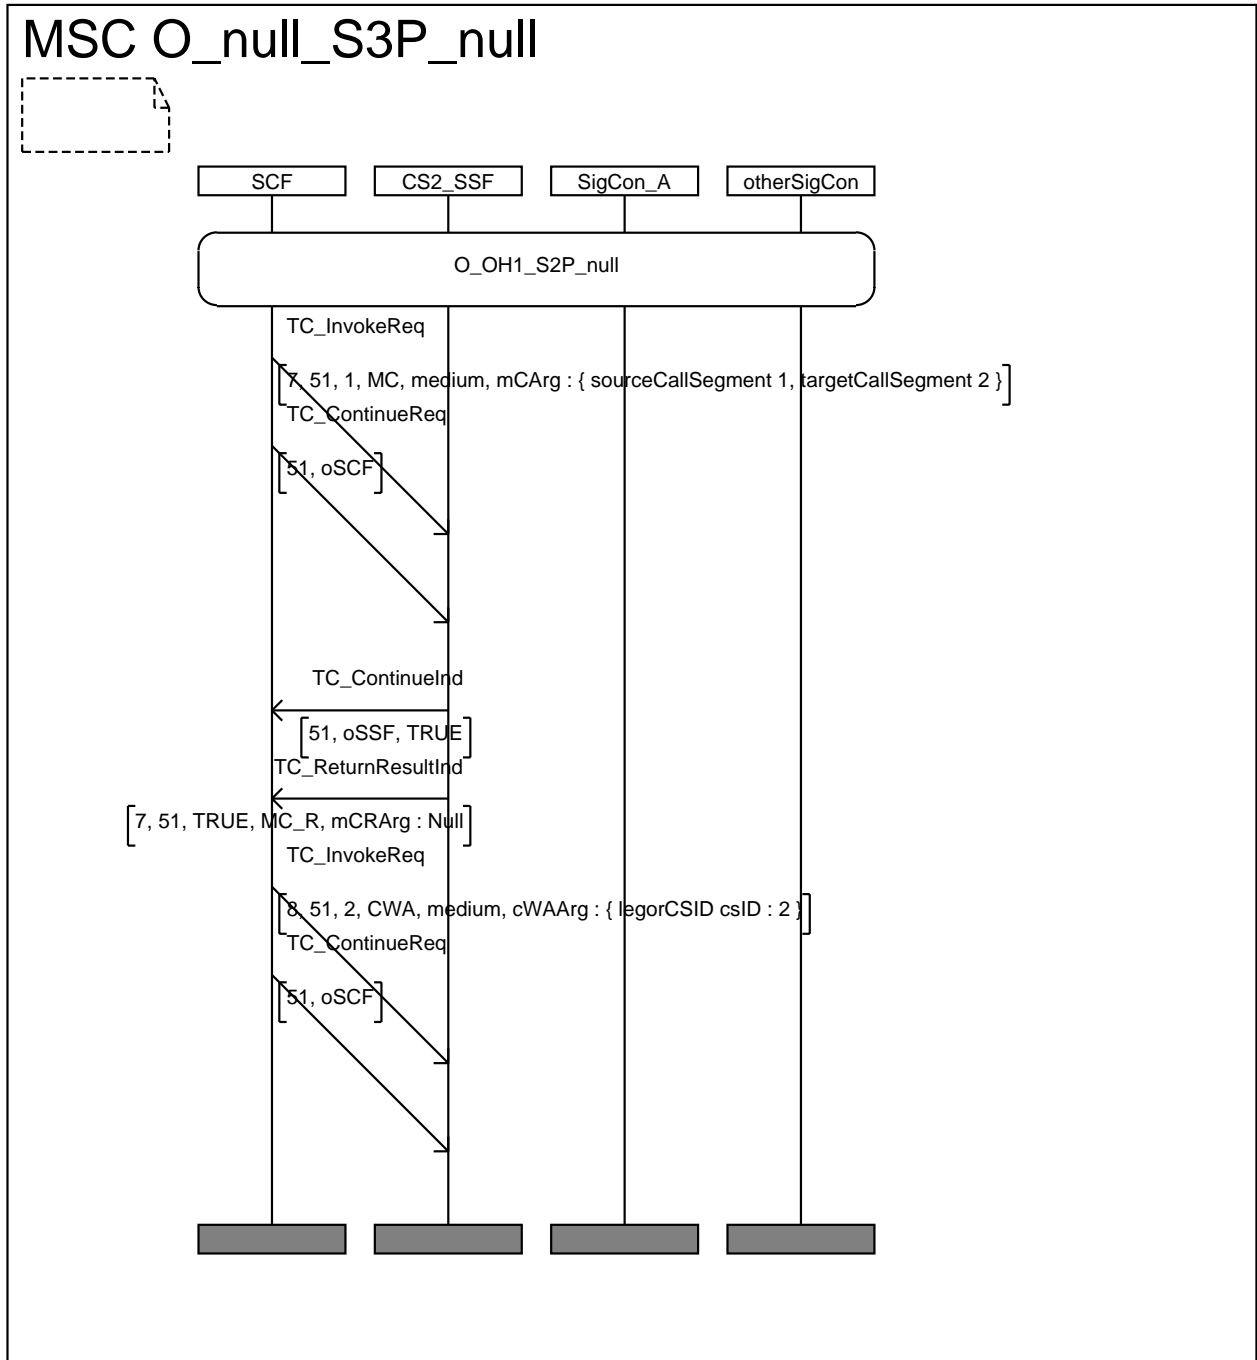 MSC O_null_S3P_null
SCF CS2_SSF SigCon_A otherSigCon
O_OH1_S2P_null
TC_InvokeReq
7, 51, 1, MC, medium, mCArg : { sourceCallSegment 1, targetCallSegment 2 }
TC_ContinueReq
51, oSCF
TC_ContinueInd
51, oSSF, TRUE
TC_ReturnResultInd
7, 51, TRUE, MC_R, mCRArg : Null
TC_InvokeReq
8, 51, 2, CWA, medium, cWAArg : { legorCSID csID : 2 }
TC_ContinueReq
51, oSCF